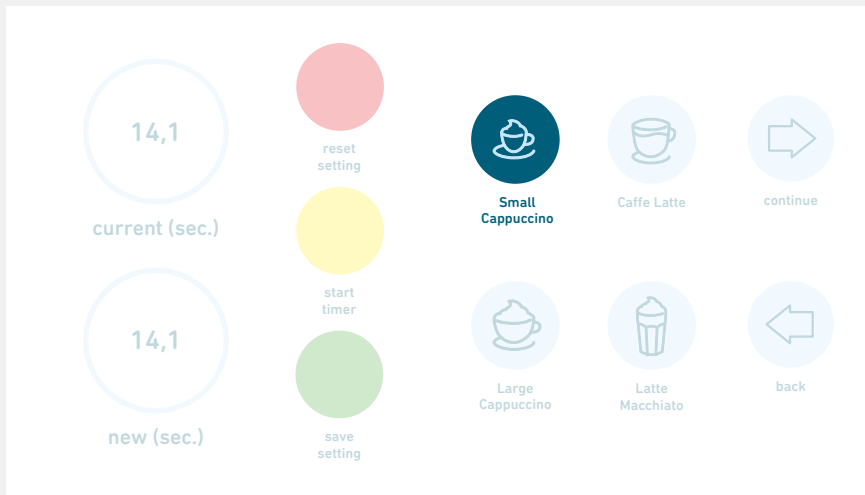 14,1
current (sec.)
14,1
new (sec.)
reset
setting
start
timer
save
setting
Small
Cappuccino
Caffe Latte
continue
Large
Cappuccino
Latte
Macchiato
back